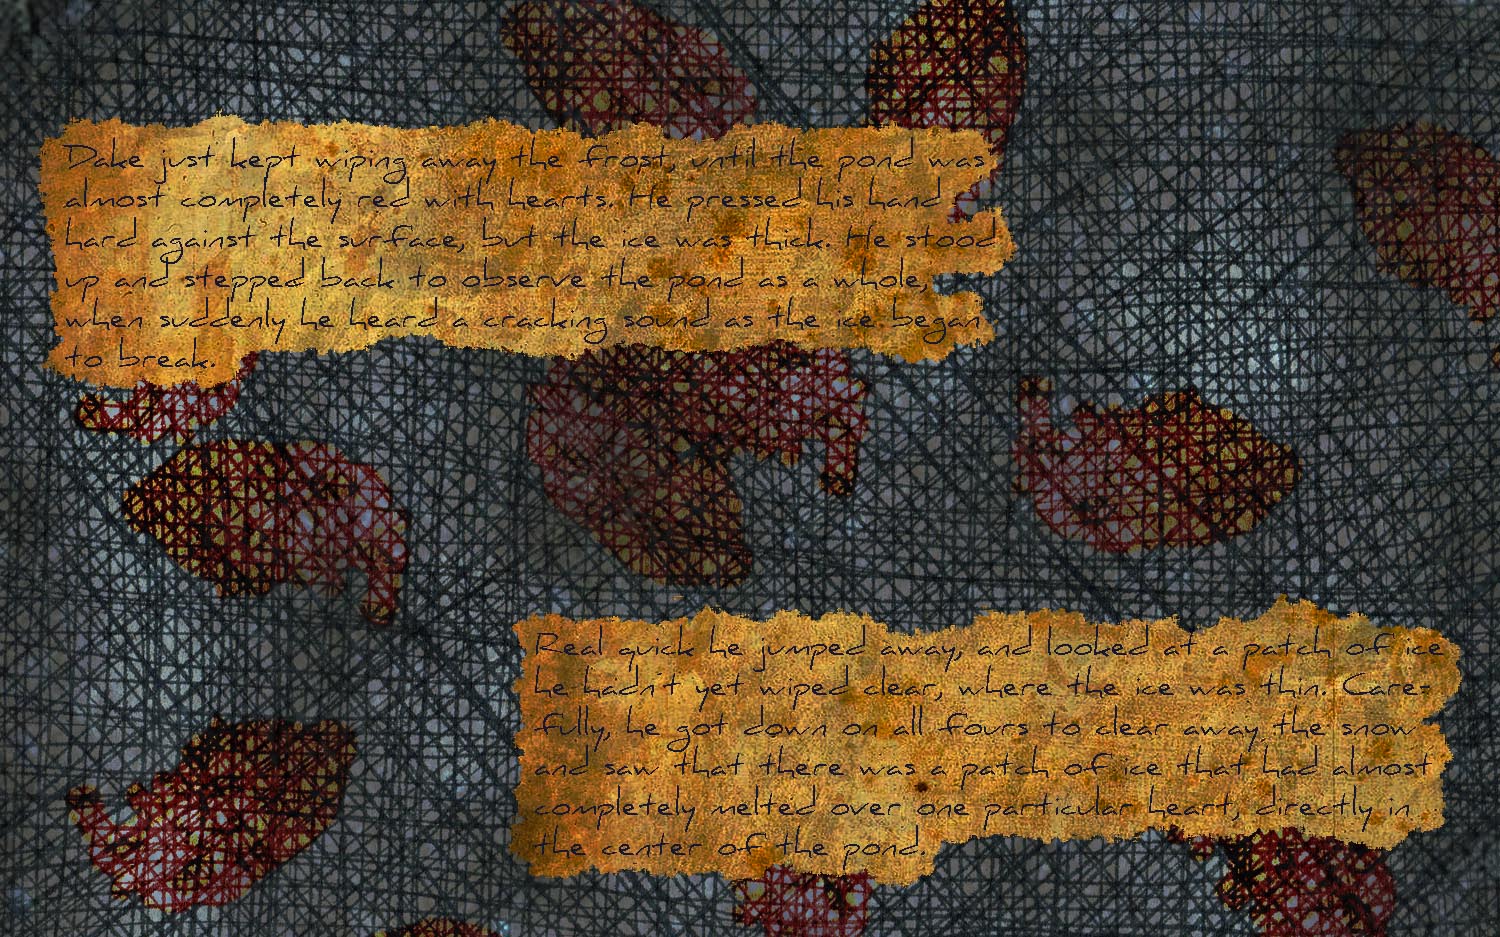 Dake just kept wiping away the frost, until the pond was
almost completely red with hearts. He pressed his hand
hard against the surface, but the ice was thick. He stood
up and stepped back to observe the pond as a whole,
when suddenly he heard a cracking sound as the ice began
to break.
Real quick he jumped away, and looked at a patch of ice
he hadn't yet wiped clear, where the ice was thin. Care-
fully, he got down on all fours to clear away the snow
and saw that there was a patch of ice that had almost
completely melted over one particular heart, directly in
the center of the pond.